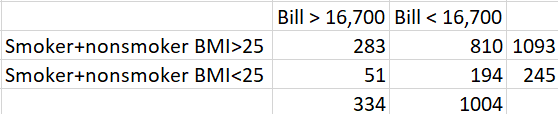 Bill > 16,700 Bill < 16,700
Smoker+nonsmoker BMI>25 283 810 1093
Smoker+nonsmoker BMI<25 51 194 245
334 1004